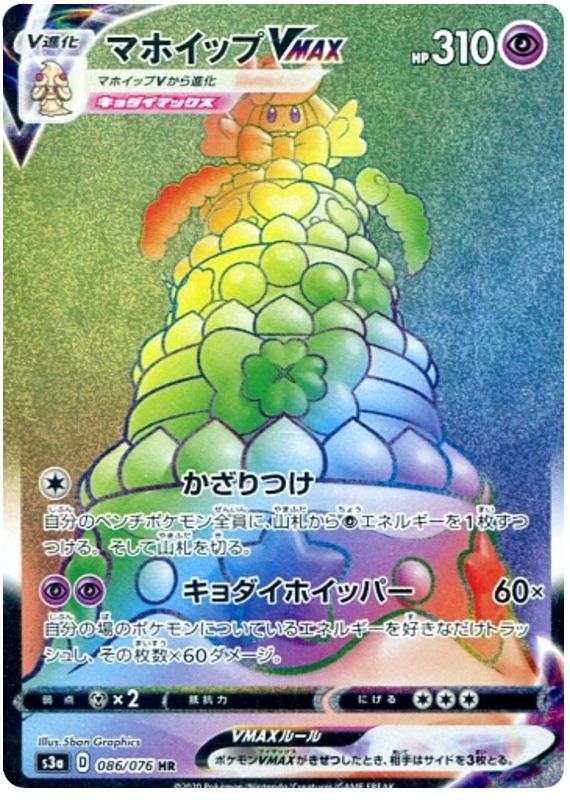 V進化
マホイップVMAX
HP310
マホイップVから進化
キョダイマックス
かざりつけ
自分のベンチポケモン全員に、山札からエネルギーを1枚ずつ
つける。そして山札を切る。
キョダイホイッパー 60×
自分の場のポケモンについているエネルギーを好きなだけトラッ
シュし、その枚数×60ダメージ。
弱点 ×2 抵抗力 にげる
Illus. 5ban Graphics
VMAXルール
s3a D 086/076 HR
ポケモンVMAXがきぜつしたとき、相手はサイドを3枚とる。
©2020 Pokémon/Nintendo/Creatures/GAME FREAK